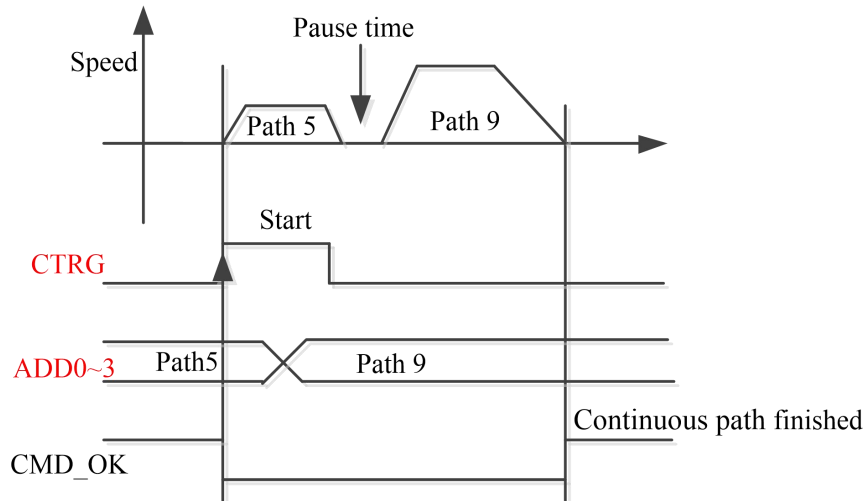 Pause time
Speed
Path 5
Path 9
Start
CTRG
Path5
Path 9
ADD0~3
Continuous path finished
CMD_OK